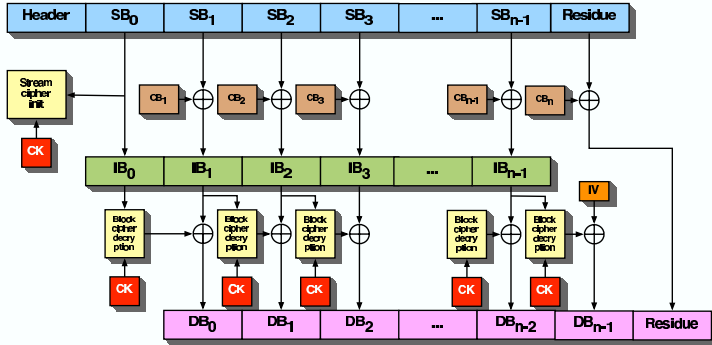 Header SB0 SB1 SB2 SB3 ... SBn-1 Residue
Stream
cipher
init
CB1 CB2 CB3 CBn-1 CBn
CK
IB0 IB1 IB2 IB3 ... IBn-1
IV
Block
cipher
decry
ption
Block
cipher
decry
ption
Block
cipher
decry
ption
Block
cipher
decry
ption
Block
cipher
decry
ption
CK CK CK CK CK
DB0 DB1 DB2 ... DBn-2 DBn-1 Residue